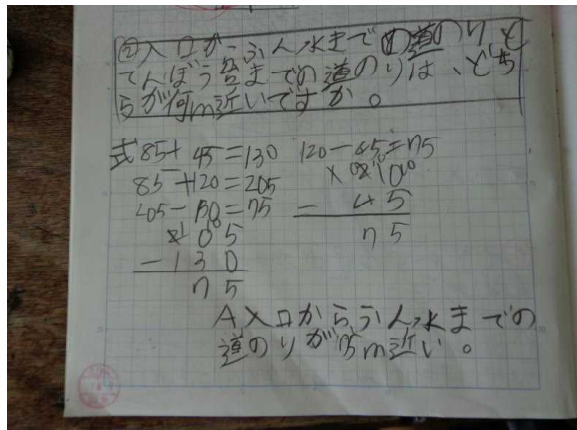 ②入口からふん水までの道のりと
てんぼう台までの道のりは、どち
らが何m近いですか。
式85+45=130 120-45=75
85+120=205
205-130=75 - 45
205 75
-130
75
A入口からふん水までの
道のりが75m近い。